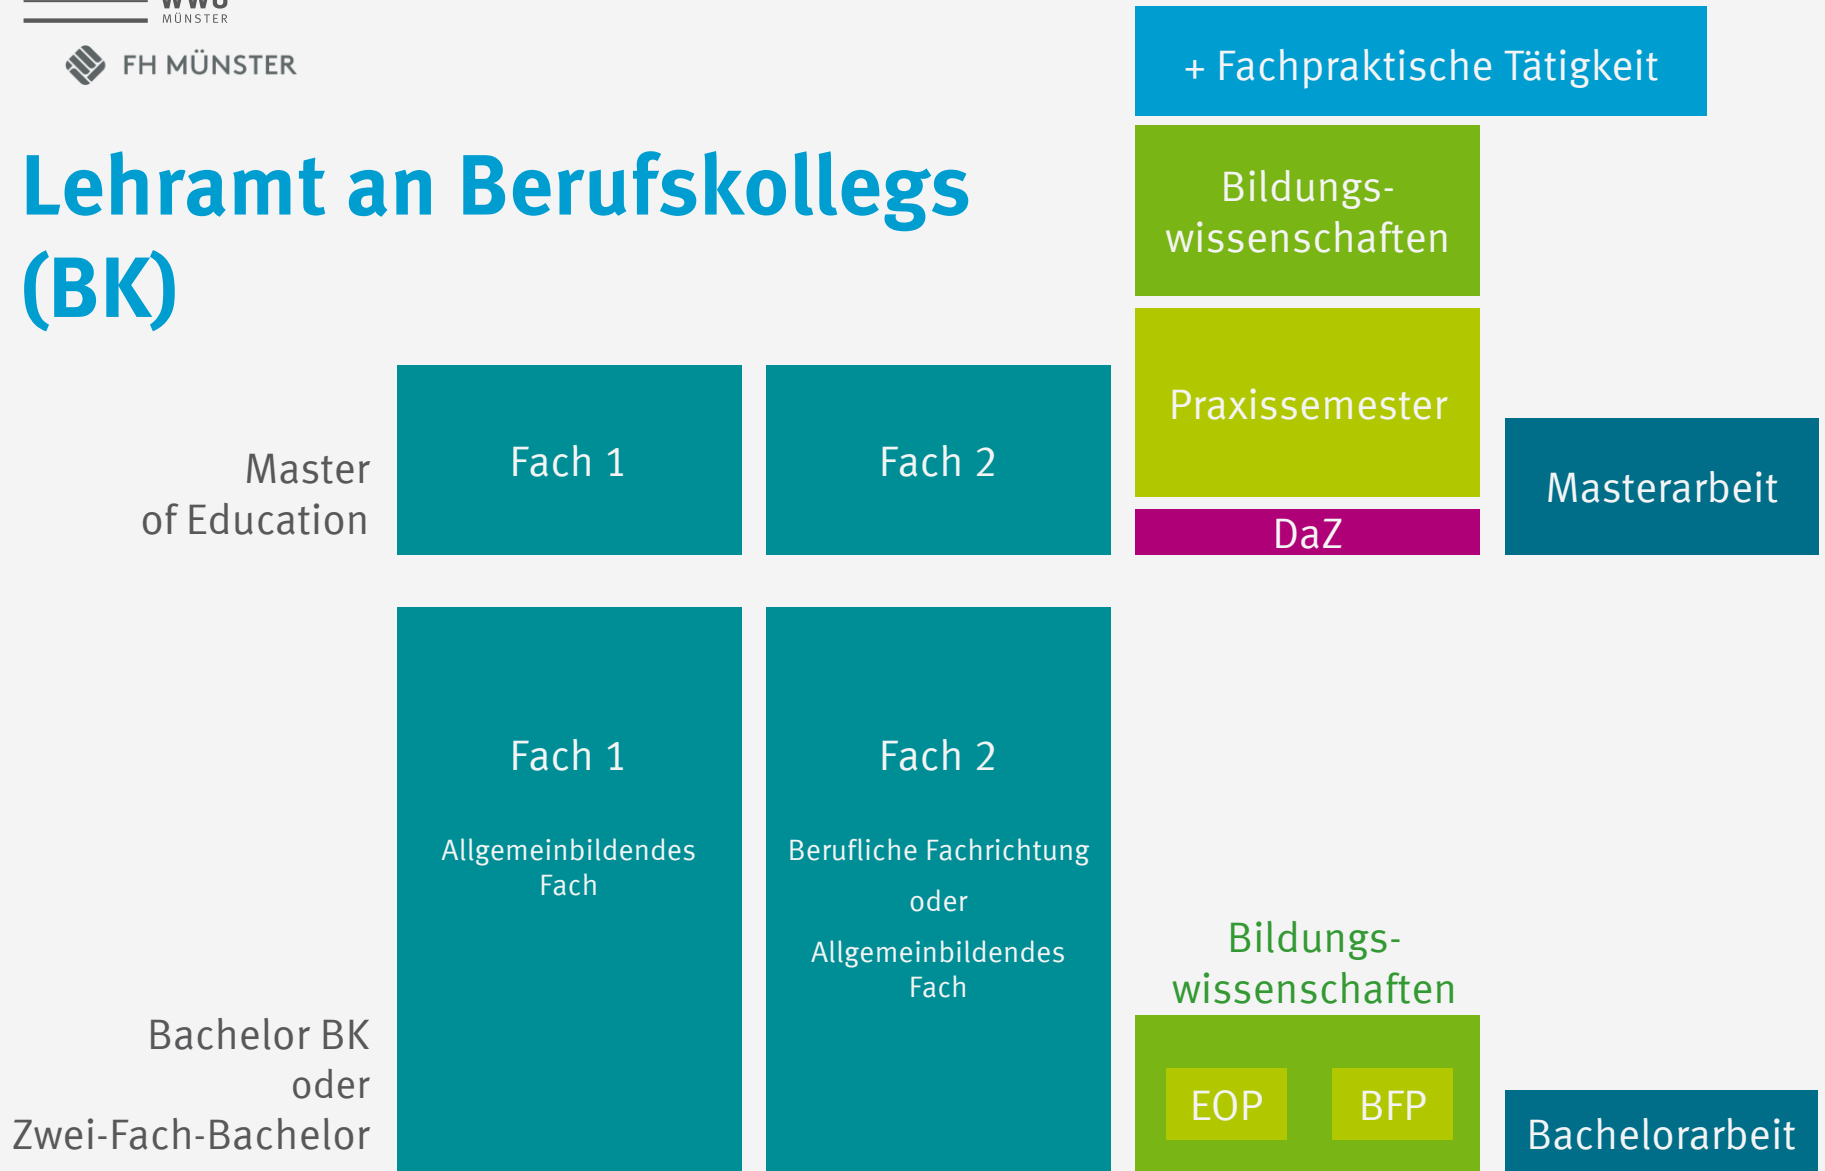 WWU
MÜNSTER
FH MÜNSTER
Lehramt an Berufskollegs
(BK)
+ Fachpraktische Tätigkeit
Bildungs-
wissenschaften
Praxissemester
DaZ
Master
of Education
Fach 1
Fach 2
Masterarbeit
Fach 1
Allgemeinbildendes
Fach
Fach 2
Berufliche Fachrichtung
oder
Allgemeinbildendes
Fach
Bildungs-
wissenschaften
EOP
BFP
Bachelor BK
oder
Zwei-Fach-Bachelor
Bachelorarbeit